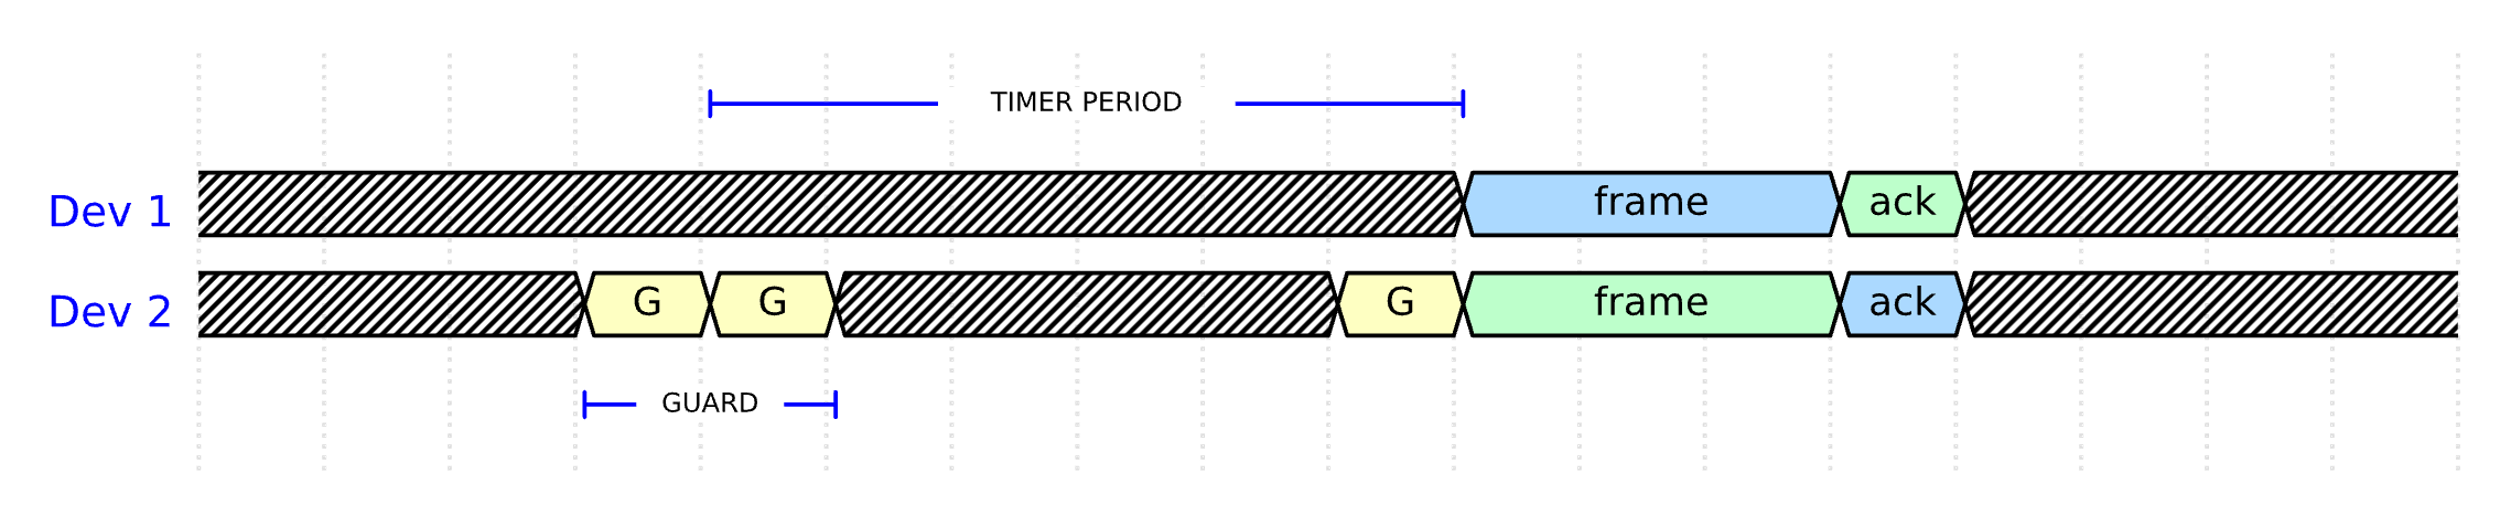 TIMER PERIOD
Dev 1 frame ack
Dev 2 G G G frame ack
GUARD